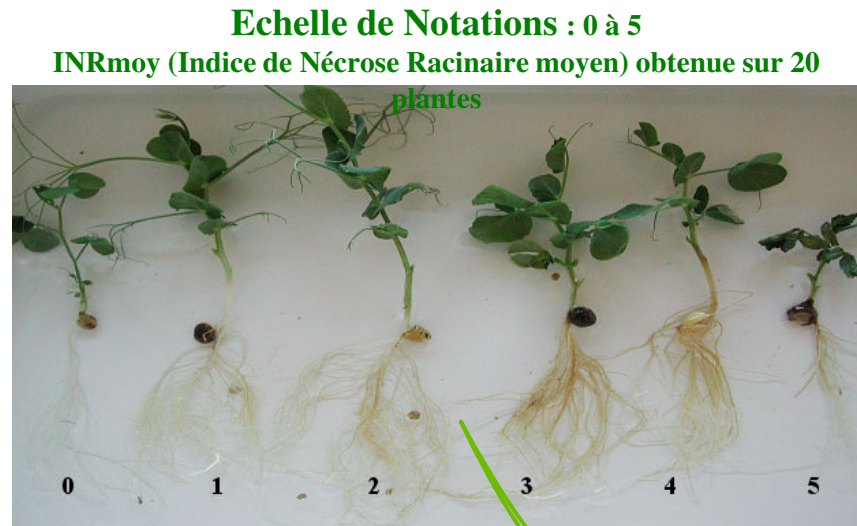 Echelle de Notations : 0 à 5
INRmoy (Indice de Nécrose Racinaire moyen) obtenue sur 20
plantes
0 1 2 3 4 5